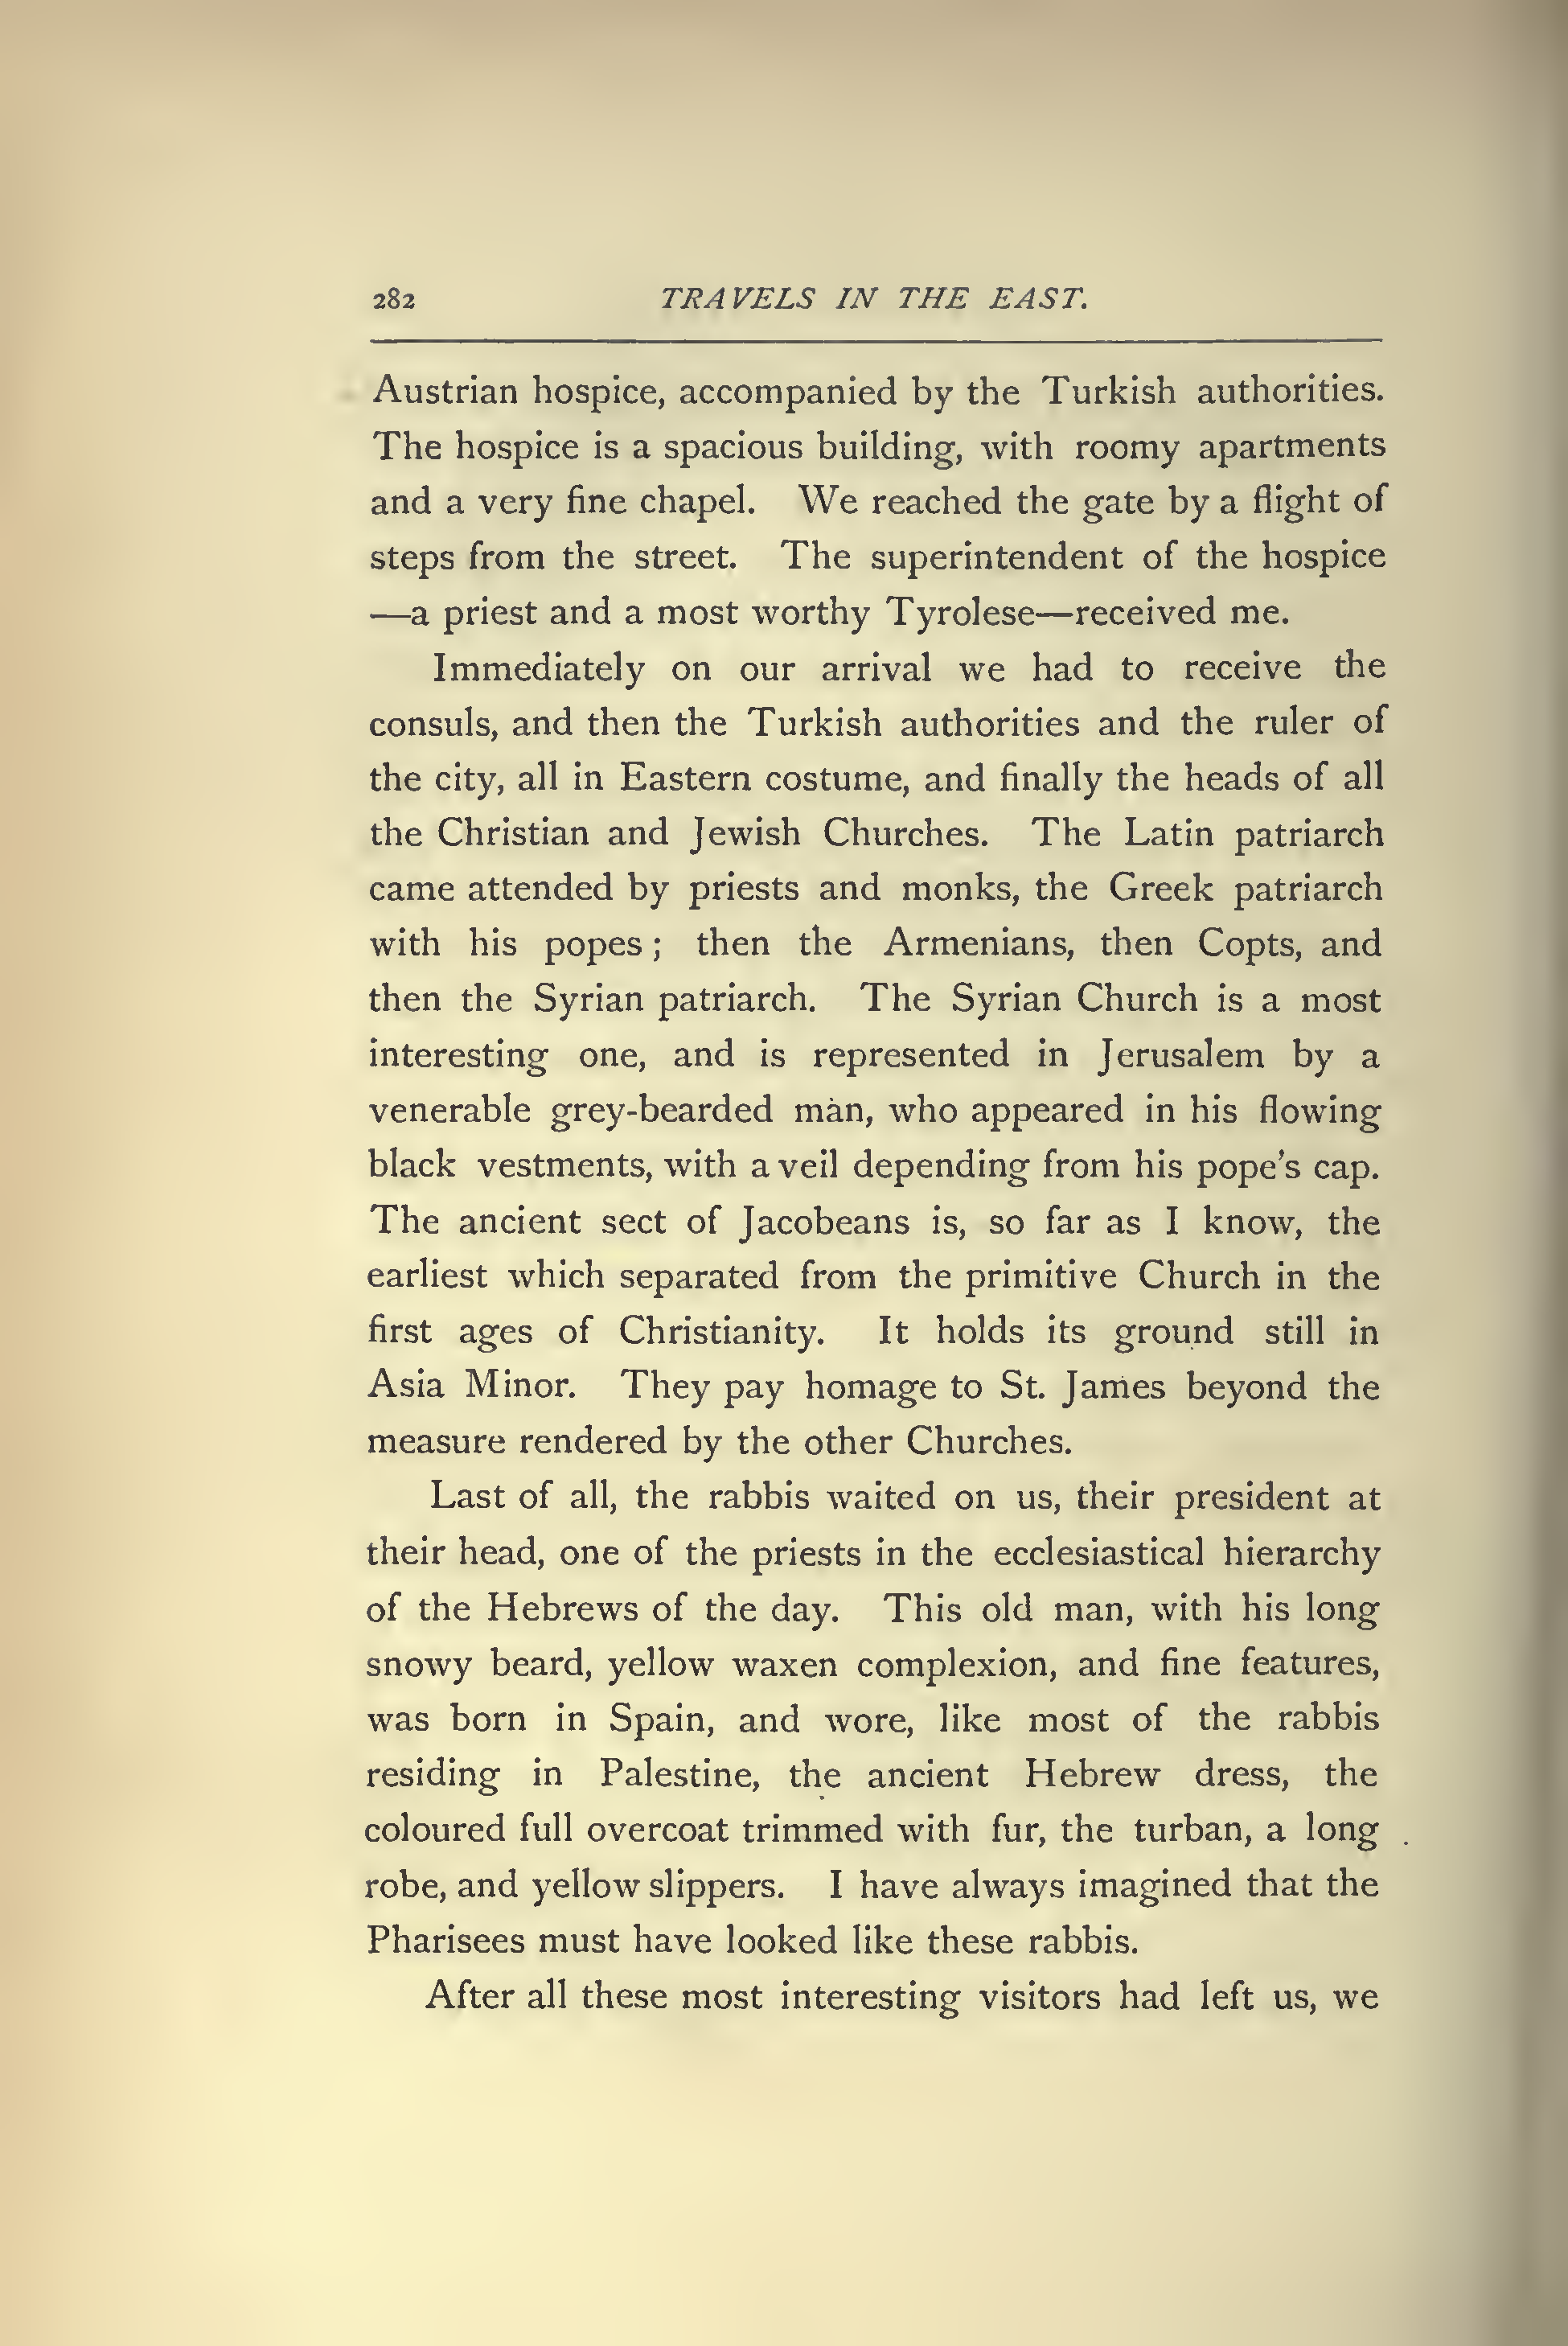 282 TRAVELS IN THE EAST.
Austrian hospice, accompanied by the Turkish authorities.
The hospice is a spacious building, with roomy apartments
and a very fine chapel. We reached the gate by a flight of
steps from the street. The superintendent of the hospice
—a priest and a most worthy Tyrolese—received me.
Immediately on our arrival we had to receive the
consuls, and then the Turkish authorities and the ruler of
the city, all in Eastern costume, and finally the heads of all
the Christian and Jewish Churches. The Latin patriarch
came attended by priests and monks, the Greek patriarch
with his popes; then the Armenians, then Copts, and
then the Syrian patriarch. The Syrian Church is a most
interesting one, and is represented in Jerusalem by a
venerable grey-bearded man, who appeared in his flowing
black vestments, with a veil depending from his pope's cap.
The ancient sect of Jacobeans is, so far as I know, the
earliest which separated from the primitive Church in the
first ages of Christianity. It holds its ground still in
Asia Minor. They pay homage to St. James beyond the
measure rendered by the other Churches.
Last of all, the rabbis waited on us, their president at
their head, one of the priests in the ecclesiastical hierarchy
of the Hebrews of the day. This old man, with his long
snowy beard, yellow waxen complexion, and fine features,
was born in Spain, and wore, like most of the rabbis
residing in Palestine, the ancient Hebrew dress, the
coloured full overcoat trimmed with fur, the turban, a long
robe, and yellow slippers. I have always imagined that the
Pharisees must have looked like these rabbis.
After all these most interesting visitors had left us, we